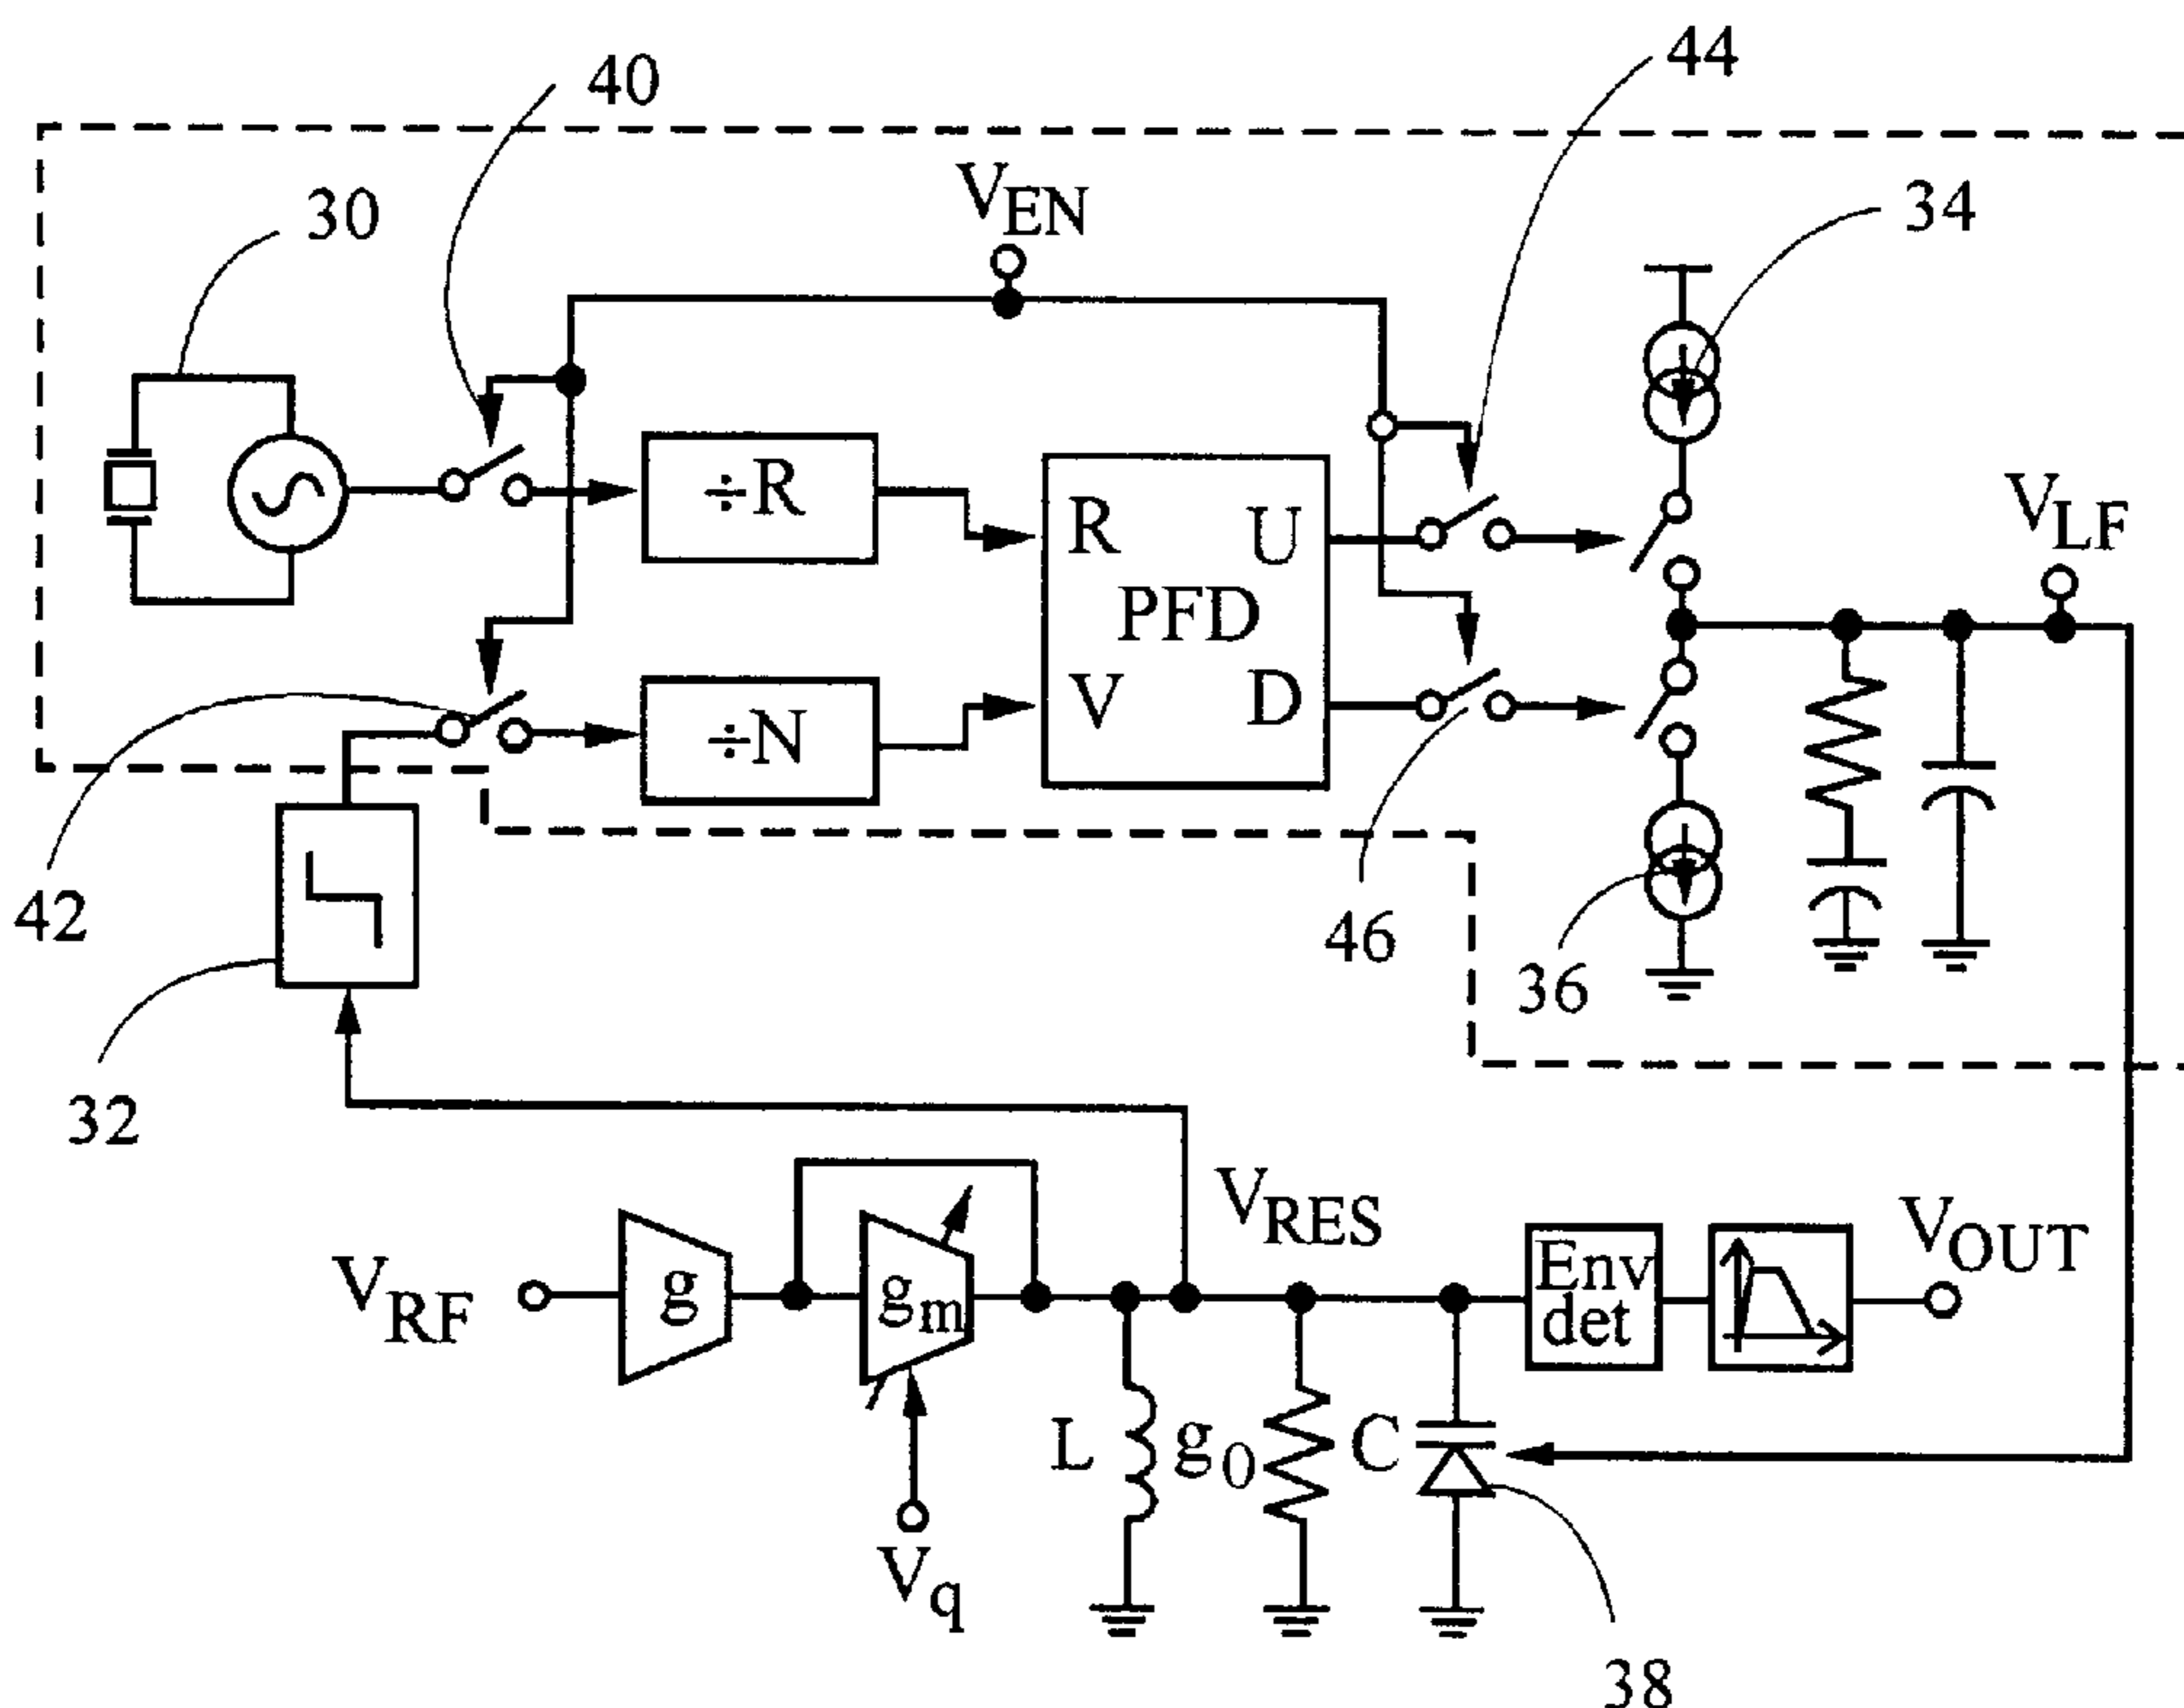 40
44
30
V_EN
34
÷R
R
U
V_LF
PFD
V
D
÷N
42
46
36
32
V_RES
V_RF
g
g_m
Env
det
V_OUT
L
g_0
C
V_q
38